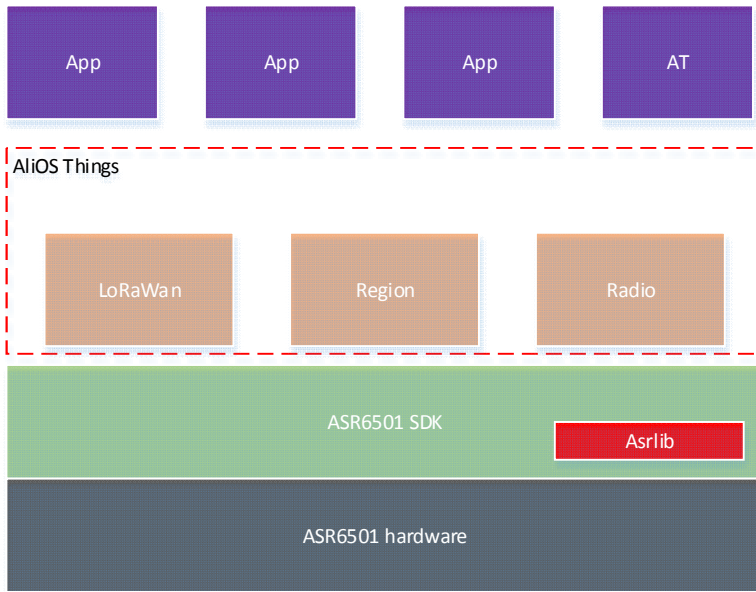 App
App
App
AT
AliOS Things
LoRaWan
Region
Radio
ASR6501 SDK
Asrlib
ASR6501 hardware